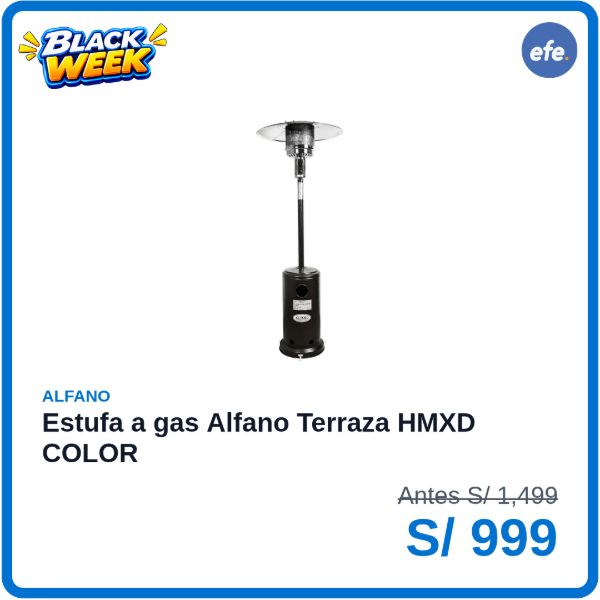 BLACK
WEEK
efe.
ALFANO
Estufa a gas Alfano Terraza HMXD
COLOR
Antes S/ 1,499
S/ 999